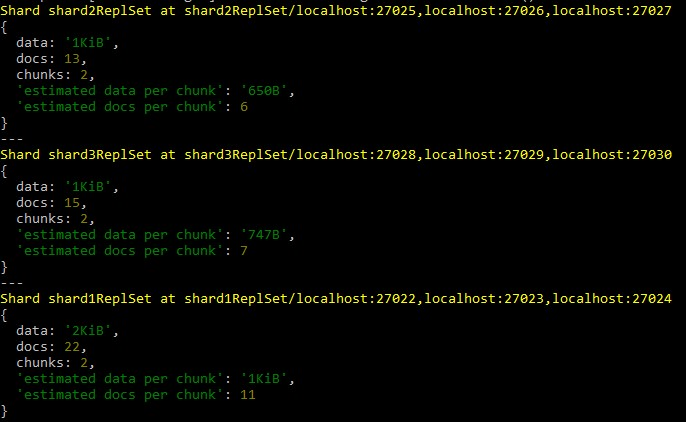 Shard shard2ReplSet at shard2ReplSet/localhost:27025,localhost:27026,localhost:27027
{
  data: '1KiB',
  docs: 13,
  chunks: 2,
  'estimated data per chunk': '650B',
  'estimated docs per chunk': 6
}
---
Shard shard3ReplSet at shard3ReplSet/localhost:27028,localhost:27029,localhost:27030
{
  data: '1KiB',
  docs: 15,
  chunks: 2,
  'estimated data per chunk': '747B',
  'estimated docs per chunk': 7
}
---
Shard shard1ReplSet at shard1ReplSet/localhost:27022,localhost:27023,localhost:27024
{
  data: '2KiB',
  docs: 22,
  chunks: 2,
  'estimated data per chunk': '1KiB',
  'estimated docs per chunk': 11
}